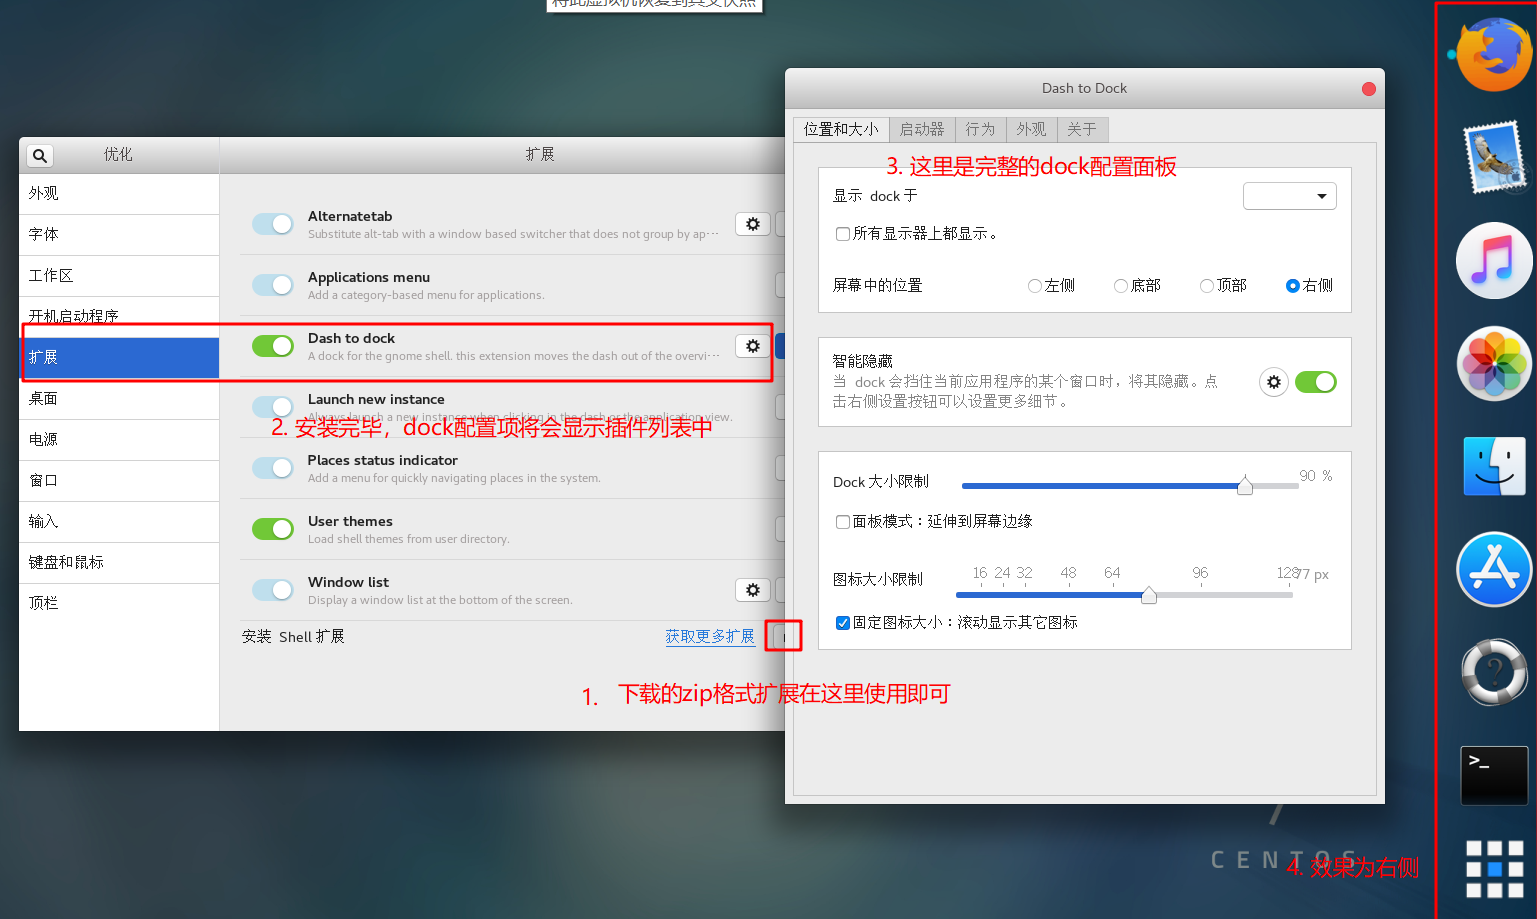 将此虚拟机恢复到其父快照
Dash to Dock
位置和大小 启动器 行为 外观 关于
3. 这里是完整的dock配置面板
显示 dock 于
所有显示器上都显示。
屏幕中的位置 左侧 底部 顶部 右侧
智能隐藏
当 dock 会挡住当前应用程序的某个窗口时，将其隐藏。点
击右侧设置按钮可以设置更多细节。
Dock 大小限制 90 %
面板模式：延伸到屏幕边缘
16 24 32 48 64 96 128 77 px
图标大小限制
固定图标大小：滚动显示其它图标
优化 扩展
外观
字体
工作区
开机启动程序
扩展
桌面
电源
窗口
输入
键盘和鼠标
顶栏
Alternatetab
Substitute alt-tab with a window based switcher that does not group by ap···
Applications menu
Add a category-based menu for applications.
Dash to dock
A dock for the gnome shell. this extension moves the dash out of the overvi···
Launch new instance
Always launch a new instance when clicking in the dash or the application view.
2. 安装完毕，dock配置项将会显示插件列表中
Places status indicator
Add a menu for quickly navigating places in the system.
User themes
Load shell themes from user directory.
Window list
Display a window list at the bottom of the screen.
安装 Shell 扩展 获取更多扩展
1. 下载的zip格式扩展在这里使用即可
?
>_
7
CENTOS
4. 效果为右侧